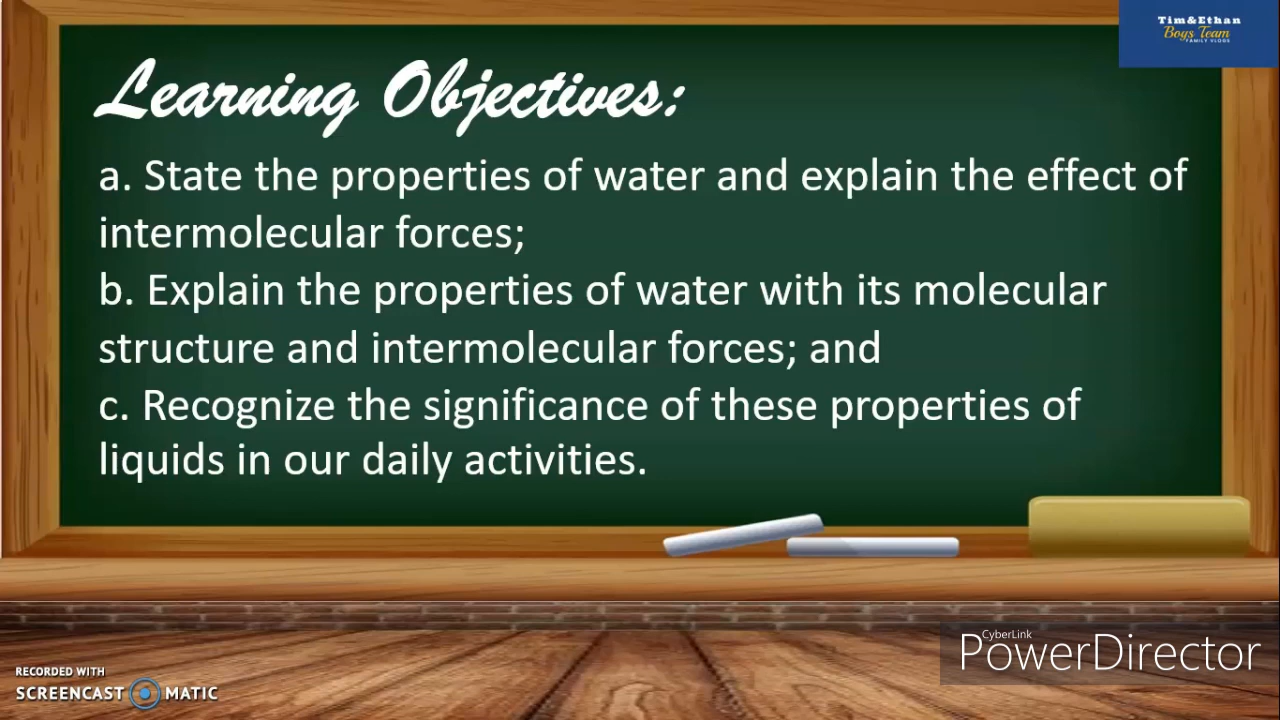 Tim&Ethan
Boys Team
FAMILY VLOGS
Learning Objectives:
a. State the properties of water and explain the effect of
intermolecular forces;
b. Explain the properties of water with its molecular
structure and intermolecular forces; and
c. Recognize the significance of these properties of
liquids in our daily activities.
CyberLink
PowerDirector
RECORDED WITH
SCREENCAST MATIC